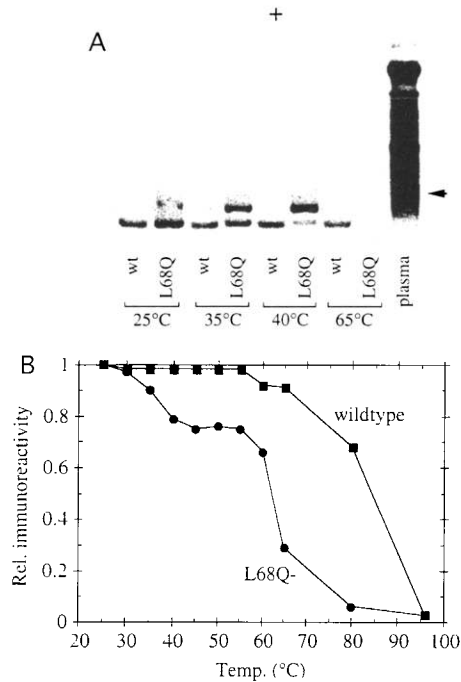 +
A
wt
L68Q
wt
L68Q
wt
L68Q
wt
L68Q
plasma
25°C
35°C
40°C
65°C
B
Rel. immunoreactivity
1
0.8
0.6
0.4
0.2
0
wildtype
L68Q-
20 30 40 50 60 70 80 90 100
Temp. (°C)